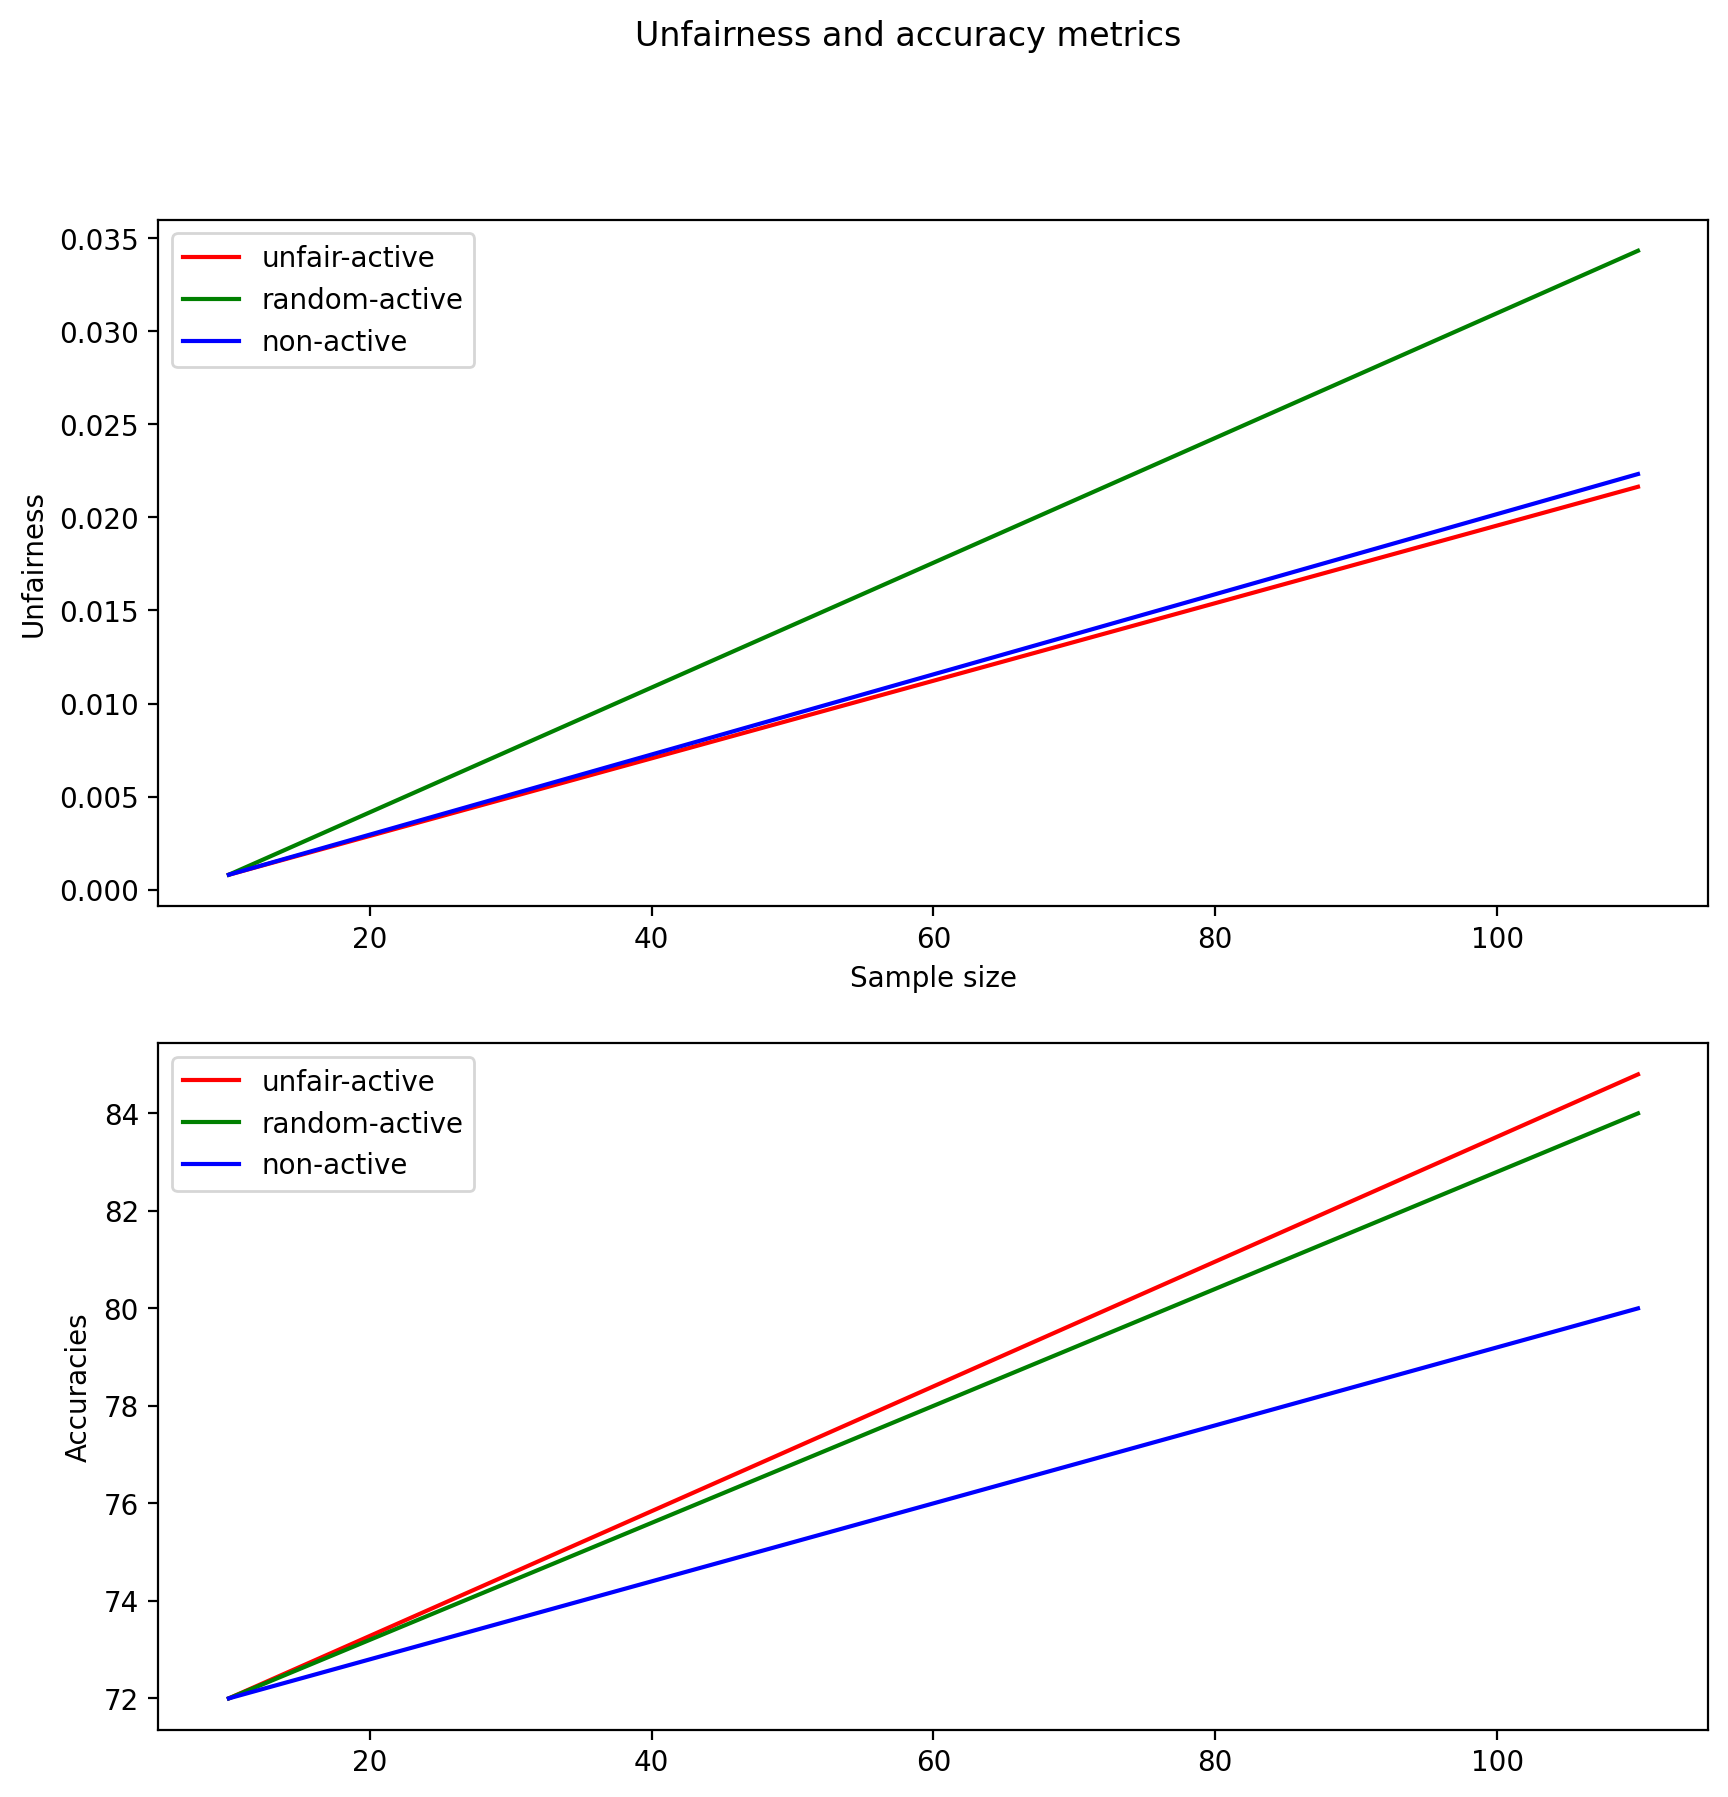 Unfairness and accuracy metrics
0.035
0.030
0.025
0.020
0.015
0.010
0.005
0.000
Unfairness
unfair-active
random-active
non-active
20 40 60 80 100
Sample size
84
82
80
78
76
74
72
Accuracies
unfair-active
random-active
non-active
20 40 60 80 100